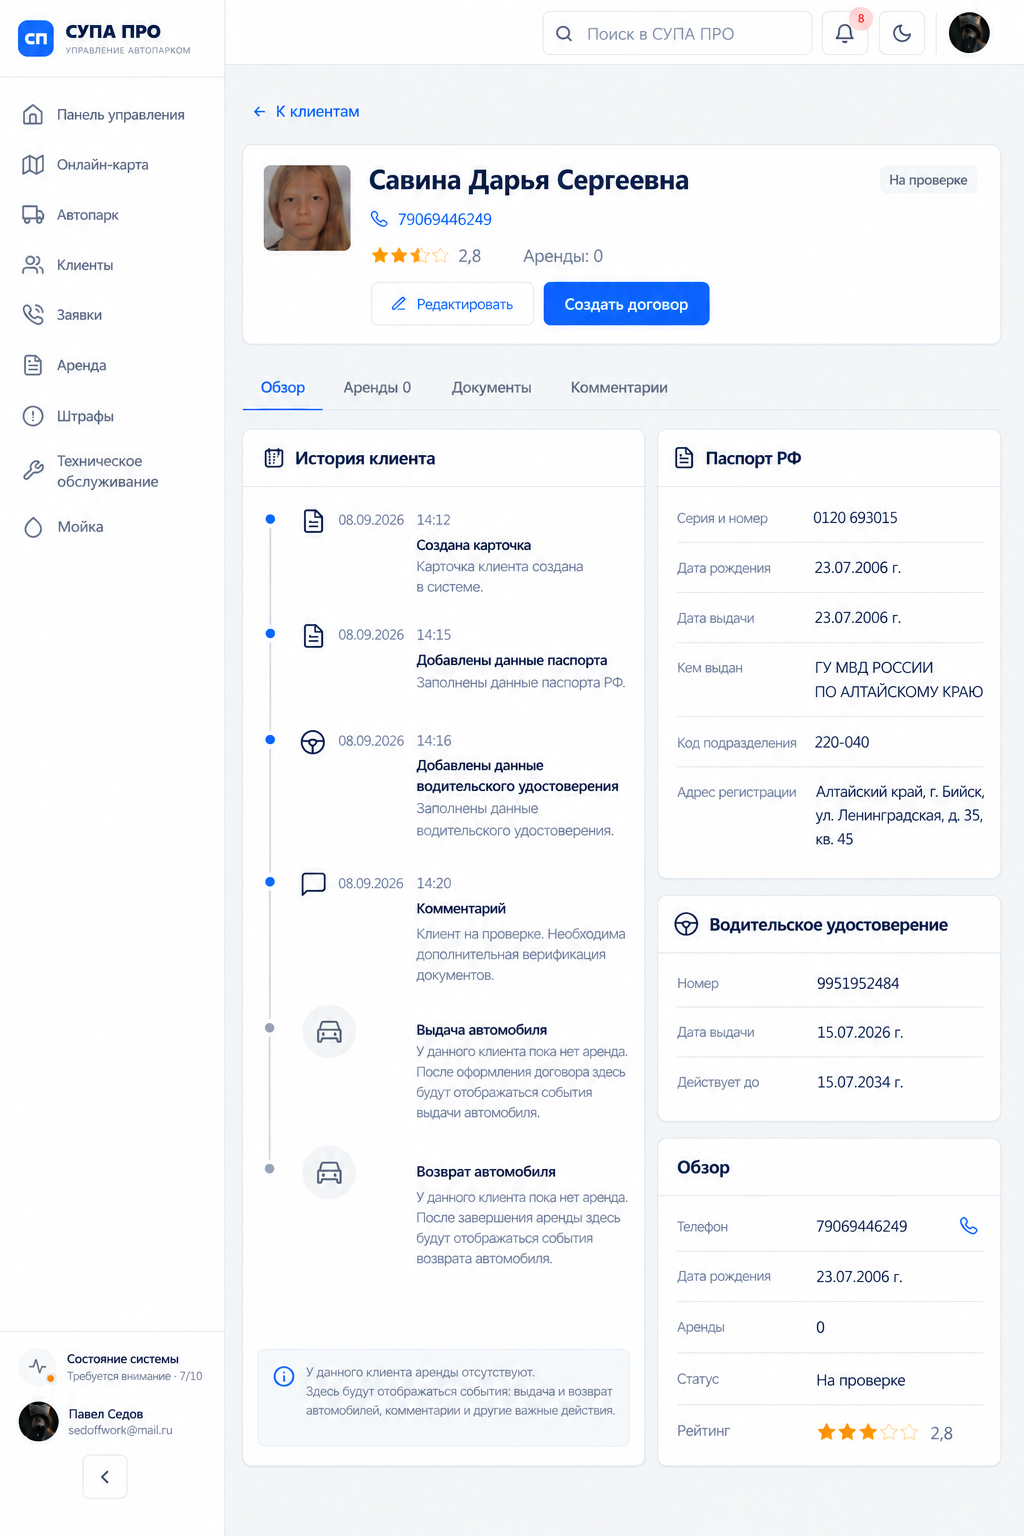 СП
СУПА ПРО
УПРАВЛЕНИЕ АВТОПАРКОМ
Поиск в СУПА ПРО
8
Панель управления
Онлайн-карта
Автопарк
Клиенты
Заявки
Аренда
Штрафы
Техническое
обслуживание
Мойка
Состояние системы
Требуется внимание · 7/10
Павел Седов
sedoffwork@mail.ru
← К клиентам
Савина Дарья Сергеевна
На проверке
79069446249
2,8
Аренды: 0
Редактировать
Создать договор
Обзор
Аренды 0
Документы
Комментарии
История клиента
08.09.2026 14:12
Создана карточка
Карточка клиента создана
в системе.
08.09.2026 14:15
Добавлены данные паспорта
Заполнены данные паспорта РФ.
08.09.2026 14:16
Добавлены данные
водительского удостоверения
Заполнены данные
водительского удостоверения.
08.09.2026 14:20
Комментарий
Клиент на проверке. Необходима
дополнительная верификация
документов.
Выдача автомобиля
У данного клиента пока нет аренда.
После оформления договора здесь
будут отображаться события
выдачи автомобиля.
Возврат автомобиля
У данного клиента пока нет аренда.
После завершения аренды здесь
будут отображаться события
возврата автомобиля.
У данного клиента аренды отсутствуют.
Здесь будут отображаться события: выдача и возврат
автомобилей, комментарии и другие важные действия.
Паспорт РФ
Серия и номер 0120 693015
Дата рождения 23.07.2006 г.
Дата выдачи 23.07.2006 г.
Кем выдан ГУ МВД РОССИИ
ПО АЛТАЙСКОМУ КРАЮ
Код подразделения 220-040
Адрес регистрации Алтайский край, г. Бийск,
ул. Ленинградская, д. 35,
кв. 45
Водительское удостоверение
Номер 9951952484
Дата выдачи 15.07.2026 г.
Действует до 15.07.2034 г.
Обзор
Телефон 79069446249
Дата рождения 23.07.2006 г.
Аренды 0
Статус На проверке
Рейтинг 2,8